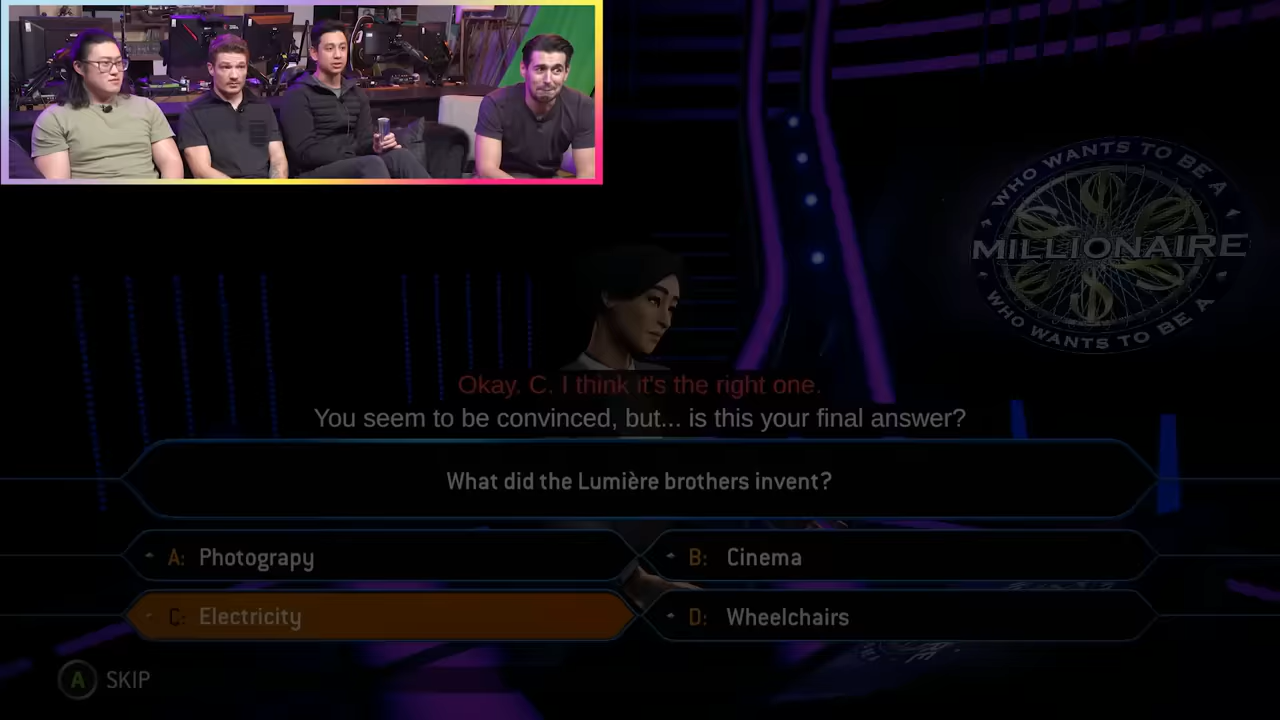 WHO WANTS TO BE A
MILLIONAIRE
WHO WANTS TO BE A
Okay. C. I think it's the right one.
You seem to be convinced, but... is this your final answer?
What did the Lumière brothers invent?
A: Photograpy
B: Cinema
C: Electricity
D: Wheelchairs
A SKIP